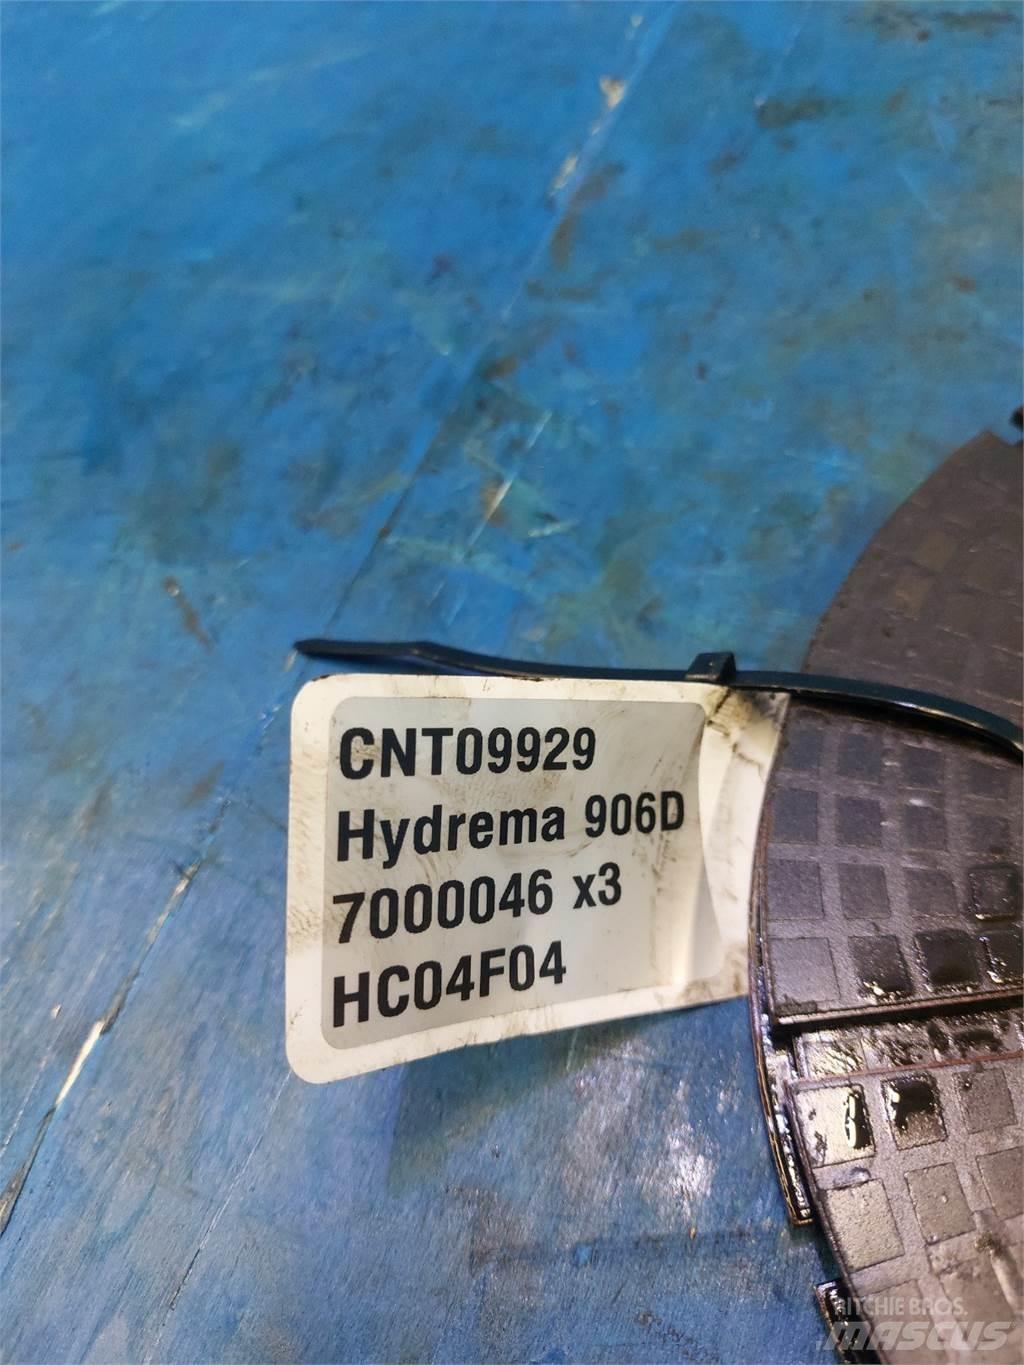 CNT09929
Hydrema 906D
7000046 x3
HC04F04
RITCHIE BROS.
MASCUS